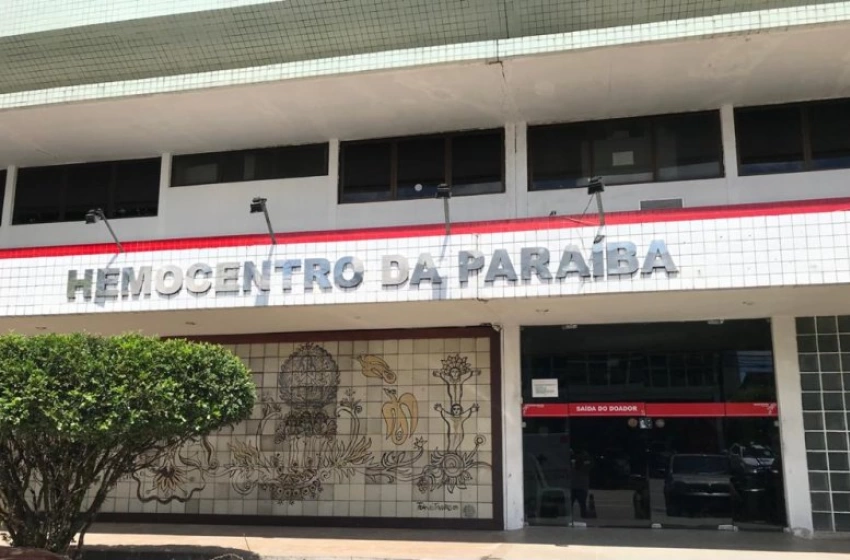 HEMOCENTRO DA PARAÍBA
SAÍDA DO DOADOR